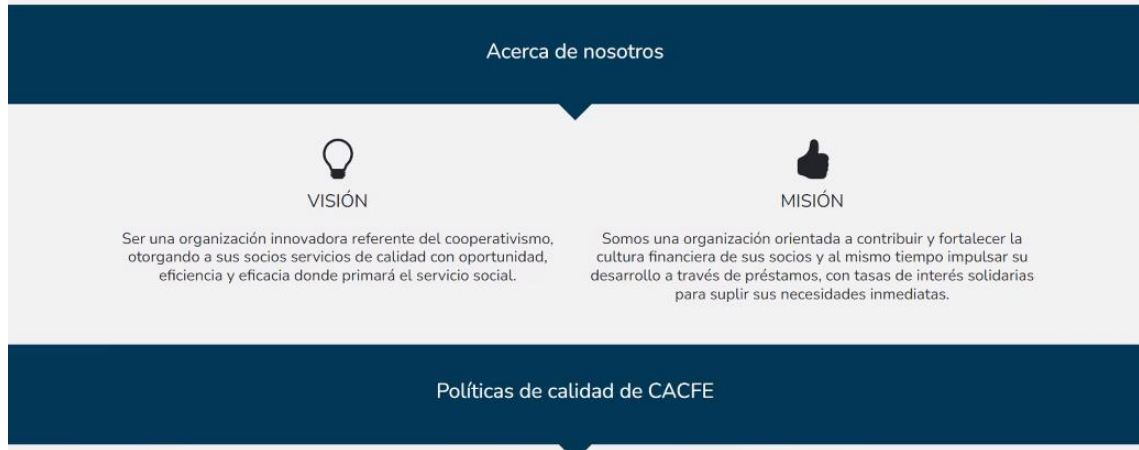 Acerca de nosotros
VISIÓN
Ser una organización innovadora referente del cooperativismo,
otorgando a sus socios servicios de calidad con oportunidad,
eficiencia y eficacia donde primará el servicio social.
MISIÓN
Somos una organización orientada a contribuir y fortalecer la
cultura financiera de sus socios y al mismo tiempo impulsar su
desarrollo a través de préstamos, con tasas de interés solidarias
para suplir sus necesidades inmediatas.
Políticas de calidad de CACFE